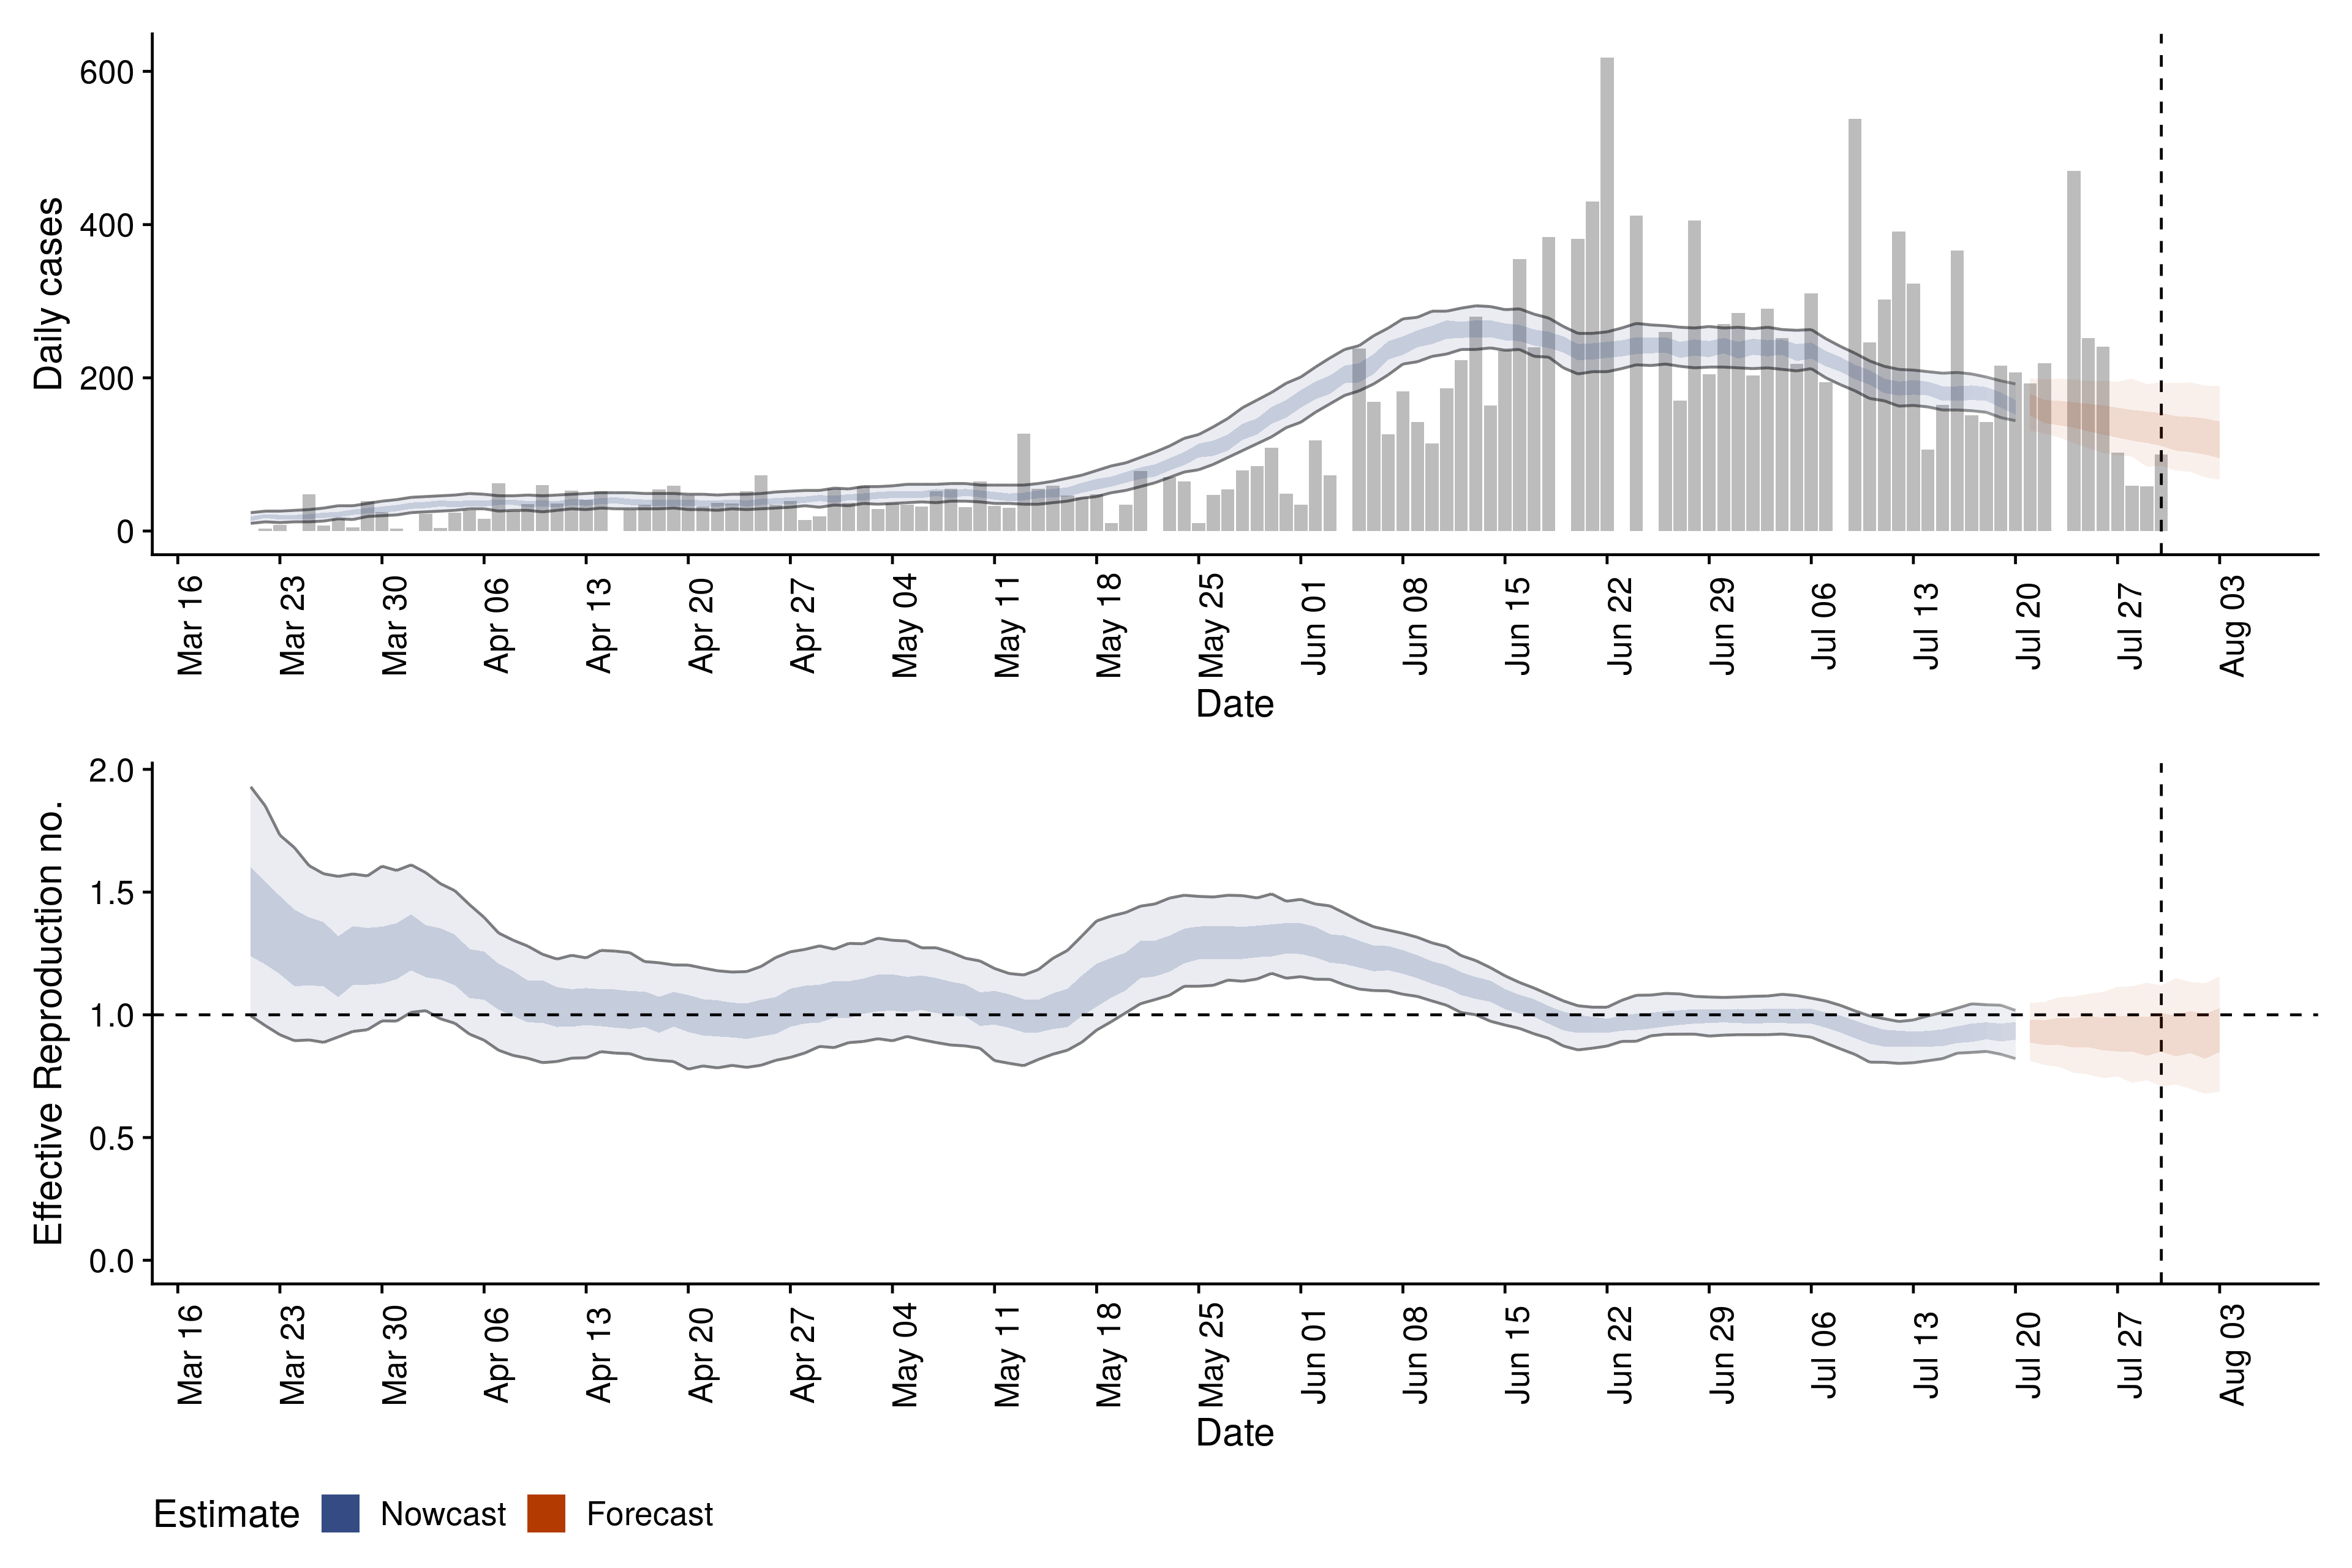 Daily cases
600
400
200
0
Mar 16 Mar 23 Mar 30 Apr 06 Apr 13 Apr 20 Apr 27 May 04 May 11 May 18 May 25 Jun 01 Jun 08 Jun 15 Jun 22 Jun 29 Jul 06 Jul 13 Jul 20 Jul 27 Aug 03
Date
Effective Reproduction no.
2.0
1.5
1.0
0.5
0.0
Mar 16 Mar 23 Mar 30 Apr 06 Apr 13 Apr 20 Apr 27 May 04 May 11 May 18 May 25 Jun 01 Jun 08 Jun 15 Jun 22 Jun 29 Jul 06 Jul 13 Jul 20 Jul 27 Aug 03
Date
Estimate Nowcast Forecast